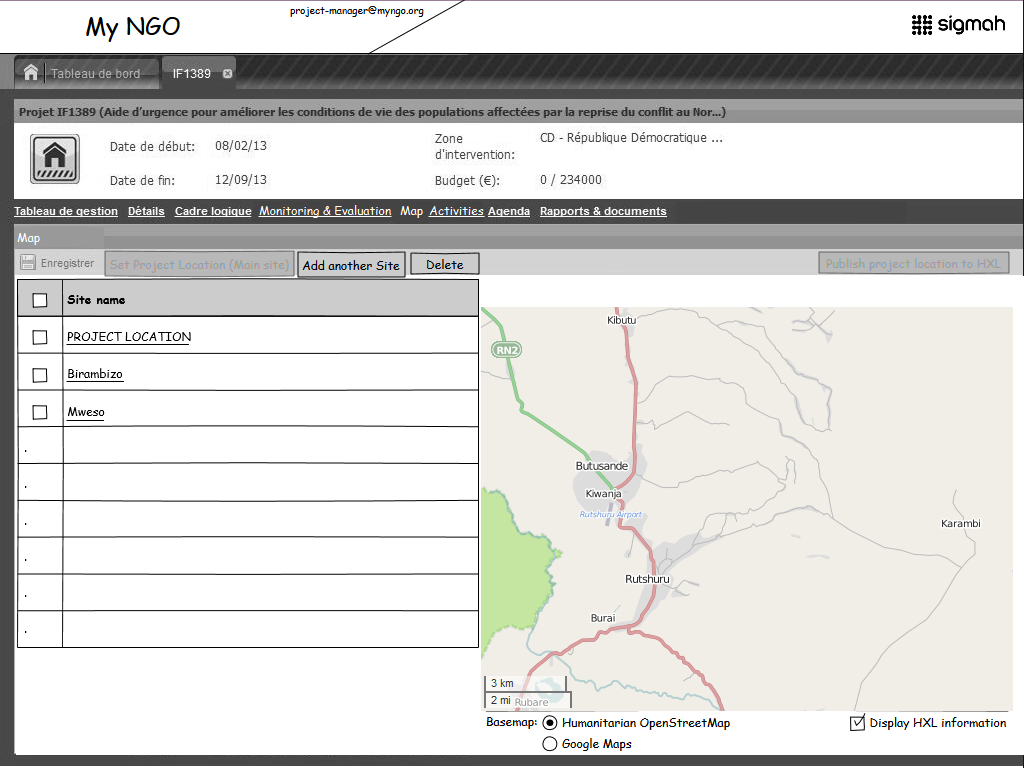 project-manager@myngo.org
My NGO
sigmah
Tableau de bord
IF1389
Projet IF1389 (Aide d'urgence pour améliorer les conditions de vie des populations affectées par la reprise du conflit au Nor...)
Date de début: 08/02/13
Zone d'intervention: CD - République Démocratique ...
Date de fin: 12/09/13
Budget (€): 0 / 234000
Tableau de gestion Détails Cadre logique Monitoring & Evaluation Map Activities Agenda Rapports & documents
Map
Enregistrer Set Project Location (Main site) Add another Site Delete Publish project location to HXL
Site name
PROJECT LOCATION
Birambizo
Mweso
Kibutu
RN2
Butusande
Kiwanja
Rutshuru Airport
Karambi
Rutshuru
Burai
3 km
2 mi
Rubare
Basemap: Humanitarian OpenStreetMap
Display HXL information
Google Maps